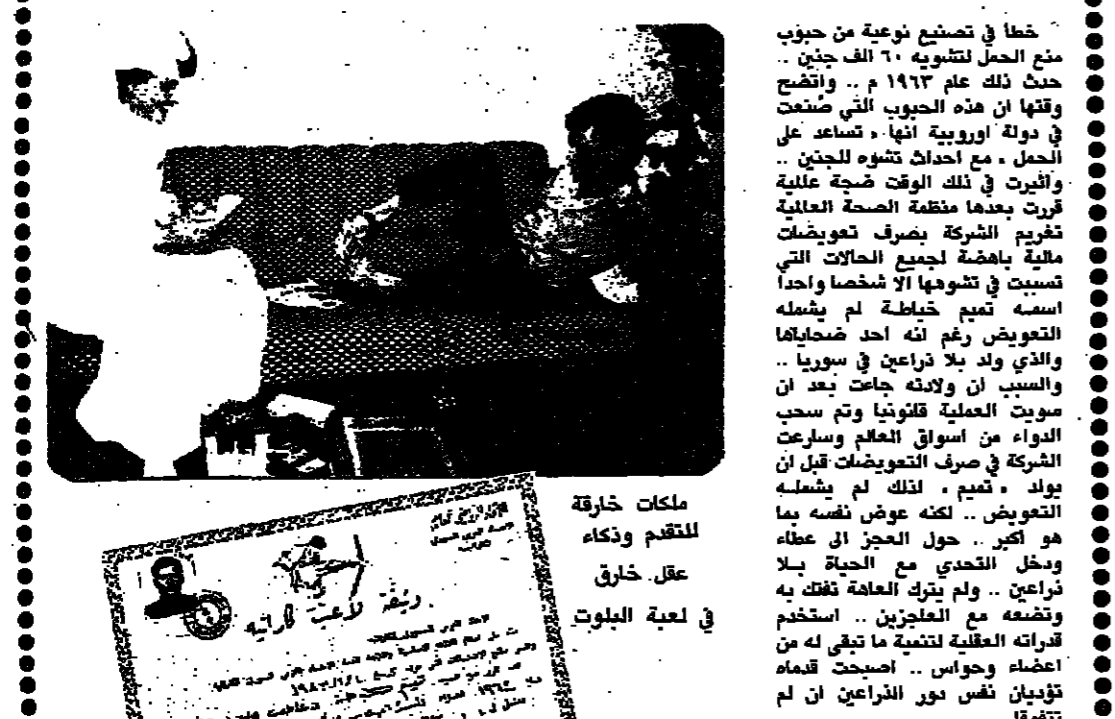 خطأ في تصنيع نوعية من حبوب
منع الحمل لتشويه ٦٠ الف جنين ..
حدث ذلك عام ١٩٦٣ م .. واتضح
وقتها ان هذه الحبوب التي صُنعت
في دولة اوروبية انها « تساعد على
الحمل » مع احداث تشوه للجنين ..
واثيرت في ذلك الوقت ضجة عالمية
قررت بعدها منظمة الصحة العالمية
تغريم الشركة بصرف تعويضات
مالية باهضة لجميع الحالات التي
تسببت في تشوهها الا شخصا واحدا
اسمه تميم خياطة لم يشمله
التعويض رغم انه احد ضحاياها
والذي ولد بلا ذراعين في سوريا ..
والسبب ان ولادته جاءت بعد ان
سويت العملية قانونيا وتم سحب
الدواء من اسواق العالم وسارعت
الشركة في صرف التعويضات قبل ان
يولد « تميم » لذلك لم يشمله
التعويض .. لكنه عوض نفسه بما
هو اكبر .. حول العجز الى عطاء
ودخل التحدي مع الحياة بلا
ذراعين .. ولم يترك العاهة تفتك به
وتضعه مع العاجزين .. استخدم
قدراته العقلية لتنمية ما تبقى له من
اعضاء وحواس .. اصبحت قدماه
تؤديان نفس دور الذراعين ان لم
ملكات خارقة
للتقدم وذكاء
عقل خارق
في لعبة البلوت
وثيقة لاعب كاراتيه